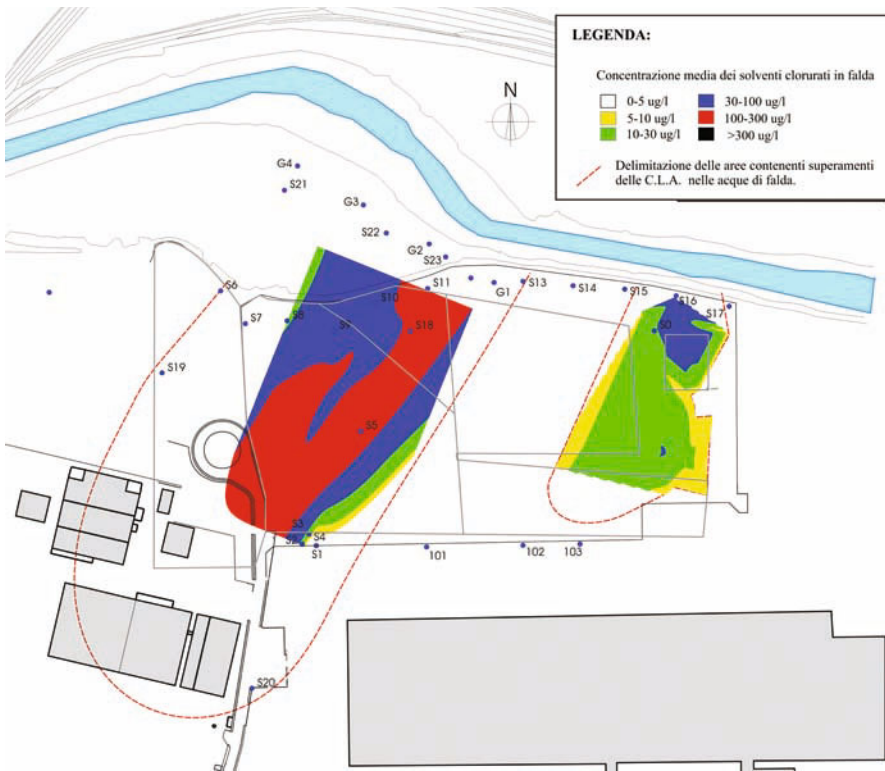 LEGENDA:
Concentrazione media dei solventi clorurati in falda
0-5 ug/l
30-100 ug/l
5-10 ug/l
100-300 ug/l
10-30 ug/l
>300 ug/l
Delimitazione delle aree contenenti superamenti
delle C.L.A. nelle acque di falda.
N
G4
S21
G3
S22
G2
S23
S6
S11
G1
S13
S14
S15
S10
S16
S17
S7
S8
S9
S18
S0
S19
S5
S3
S4
S2
S1
101
102
103
S20